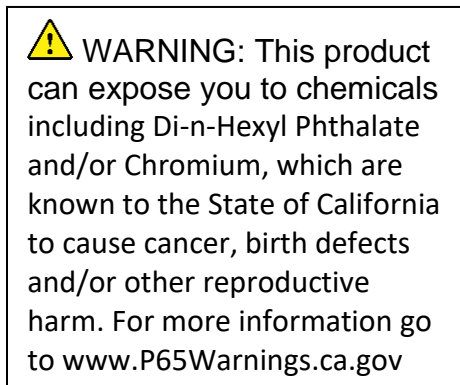 WARNING: This product
can expose you to chemicals
including Di-n-Hexyl Phthalate
and/or Chromium, which are
known to the State of California
to cause cancer, birth defects
and/or other reproductive
harm. For more information go
to www.P65Warnings.ca.gov